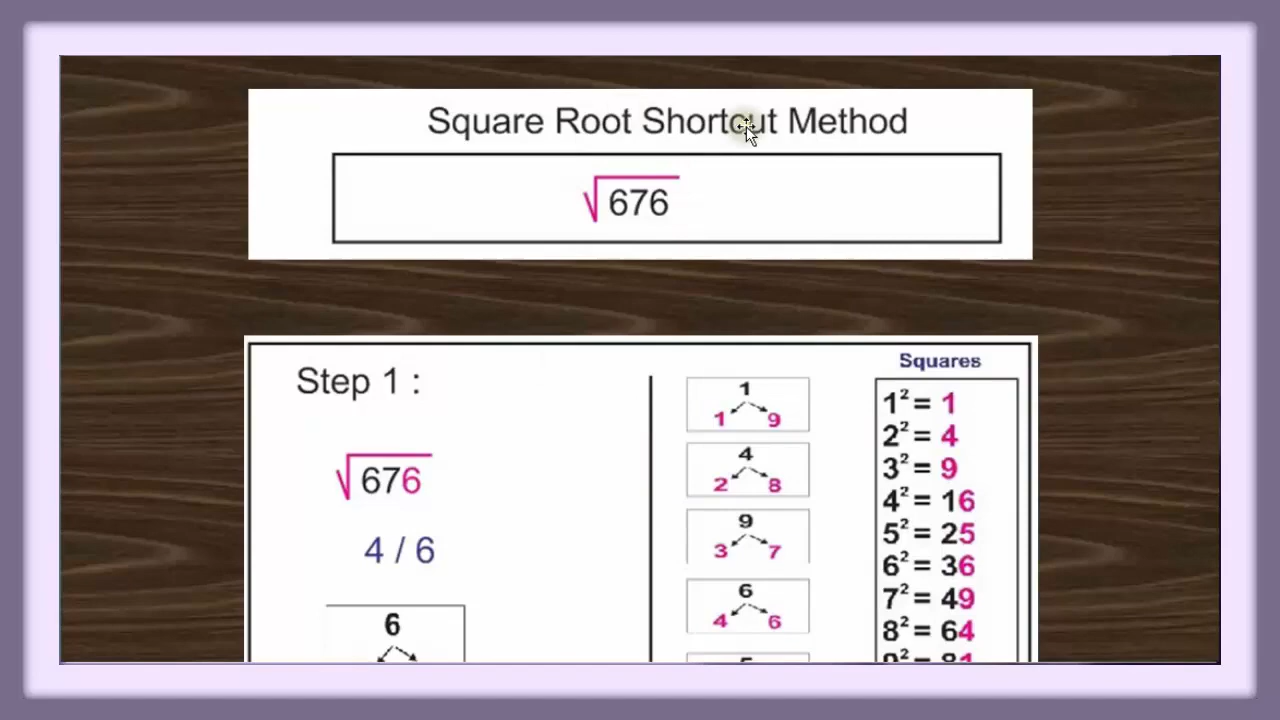 Square Root Shortcut Method
√676
Step 1 :
√676
4 / 6
6
1
1 9
4
2 8
9
3 7
6
4 6
Squares
1² = 1
2² = 4
3² = 9
4² = 16
5² = 25
6² = 36
7² = 49
8² = 64
9² = 81